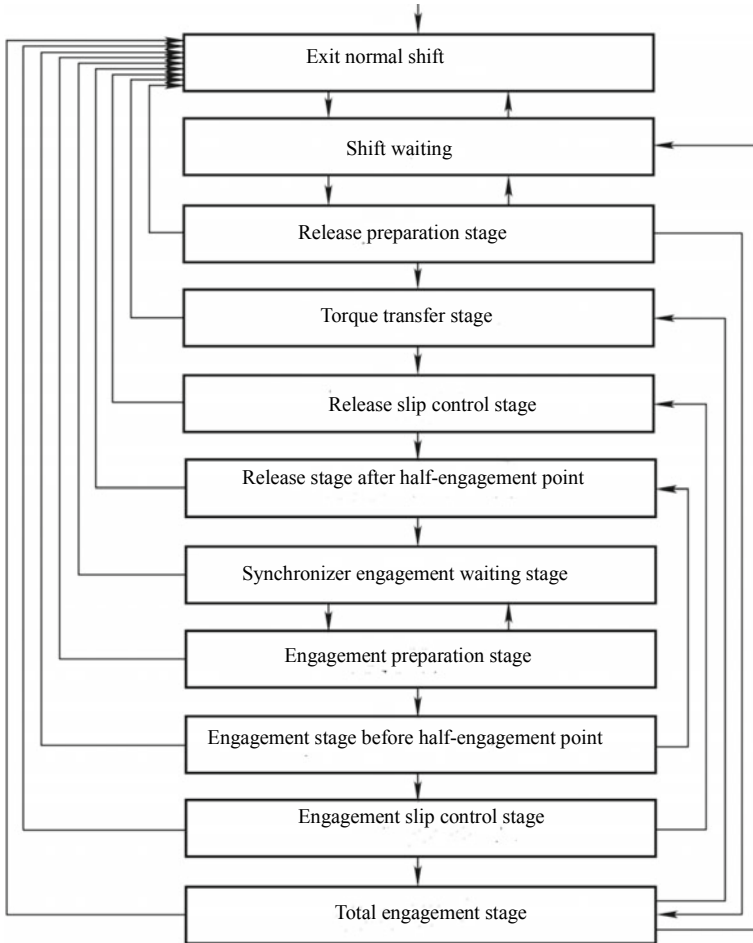 Exit normal shift
Shift waiting
Release preparation stage
Torque transfer stage
Release slip control stage
Release stage after half-engagement point
Synchronizer engagement waiting stage
Engagement preparation stage
Engagement stage before half-engagement point
Engagement slip control stage
Total engagement stage